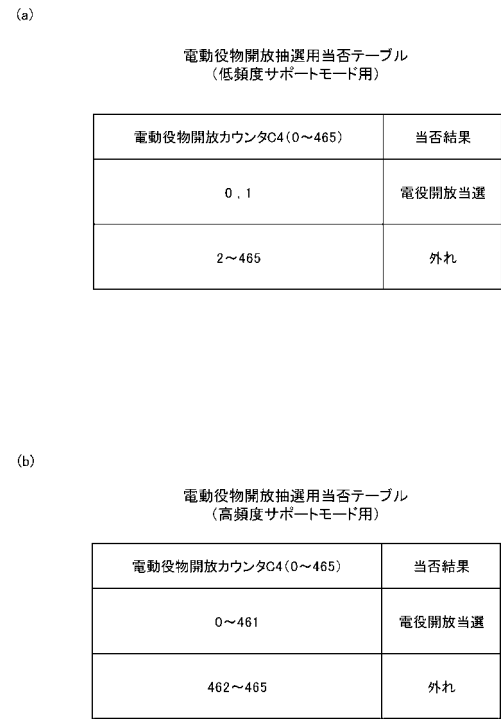 (a)
電動役物開放抽選用当否テーブル
(低頻度サポートモード用)
電動役物開放カウンタC4(0～465) 当否結果
0 , 1 電役開放当選
2～465 外れ
(b)
電動役物開放抽選用当否テーブル
(高頻度サポートモード用)
電動役物開放カウンタC4(0～465) 当否結果
0～461 電役開放当選
462～465 外れ